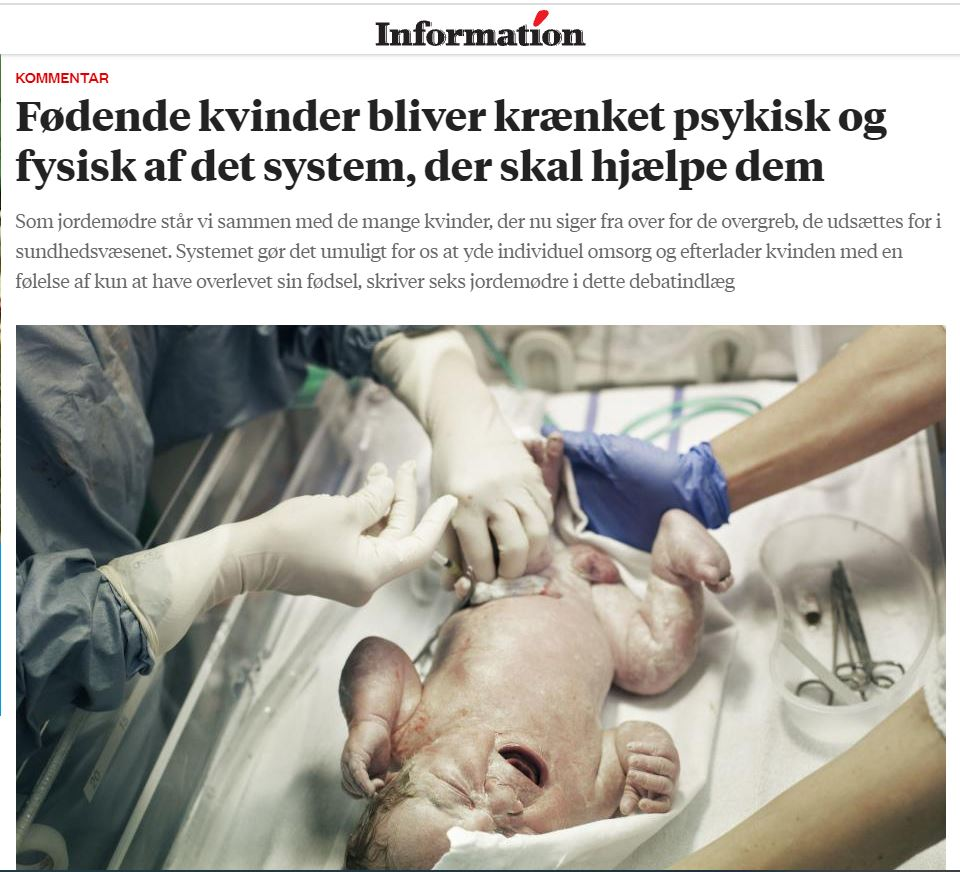 Information
KOMMENTAR
Fødende kvinder bliver krænket psykisk og
fysisk af det system, der skal hjælpe dem
Som jordemødre står vi sammen med de mange kvinder, der nu siger fra over for de overgreb, de udsættes for i
sundhedsvæsenet. Systemet gør det umuligt for os at yde individuel omsorg og efterlader kvinden med en
følelse af kun at have overlevet sin fødsel, skriver seks jordemødre i dette debatindlæg